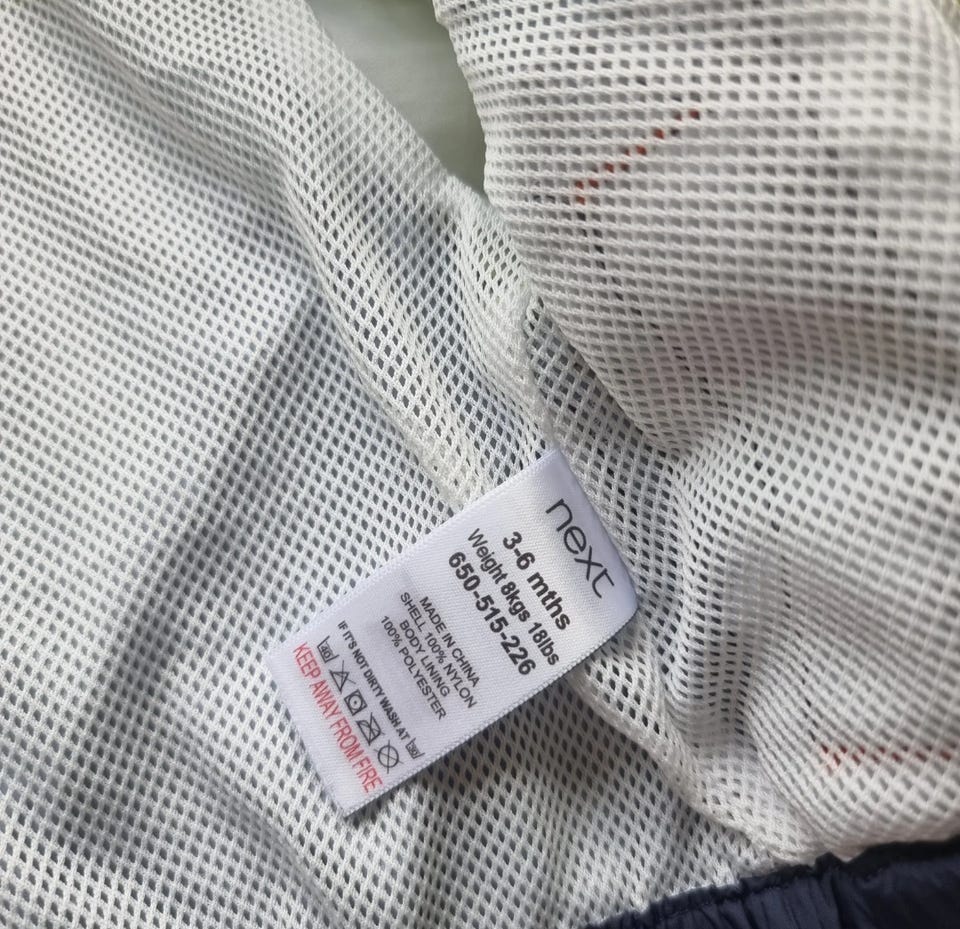 next
3-6 mths
Weight 8kgs 18lbs
650-515-226
MADE IN CHINA
SHELL 100% NYLON
BODY LINING
100% POLYESTER
IF IT'S NOT DIRTY WASH AT 30
KEEP AWAY FROM FIRE